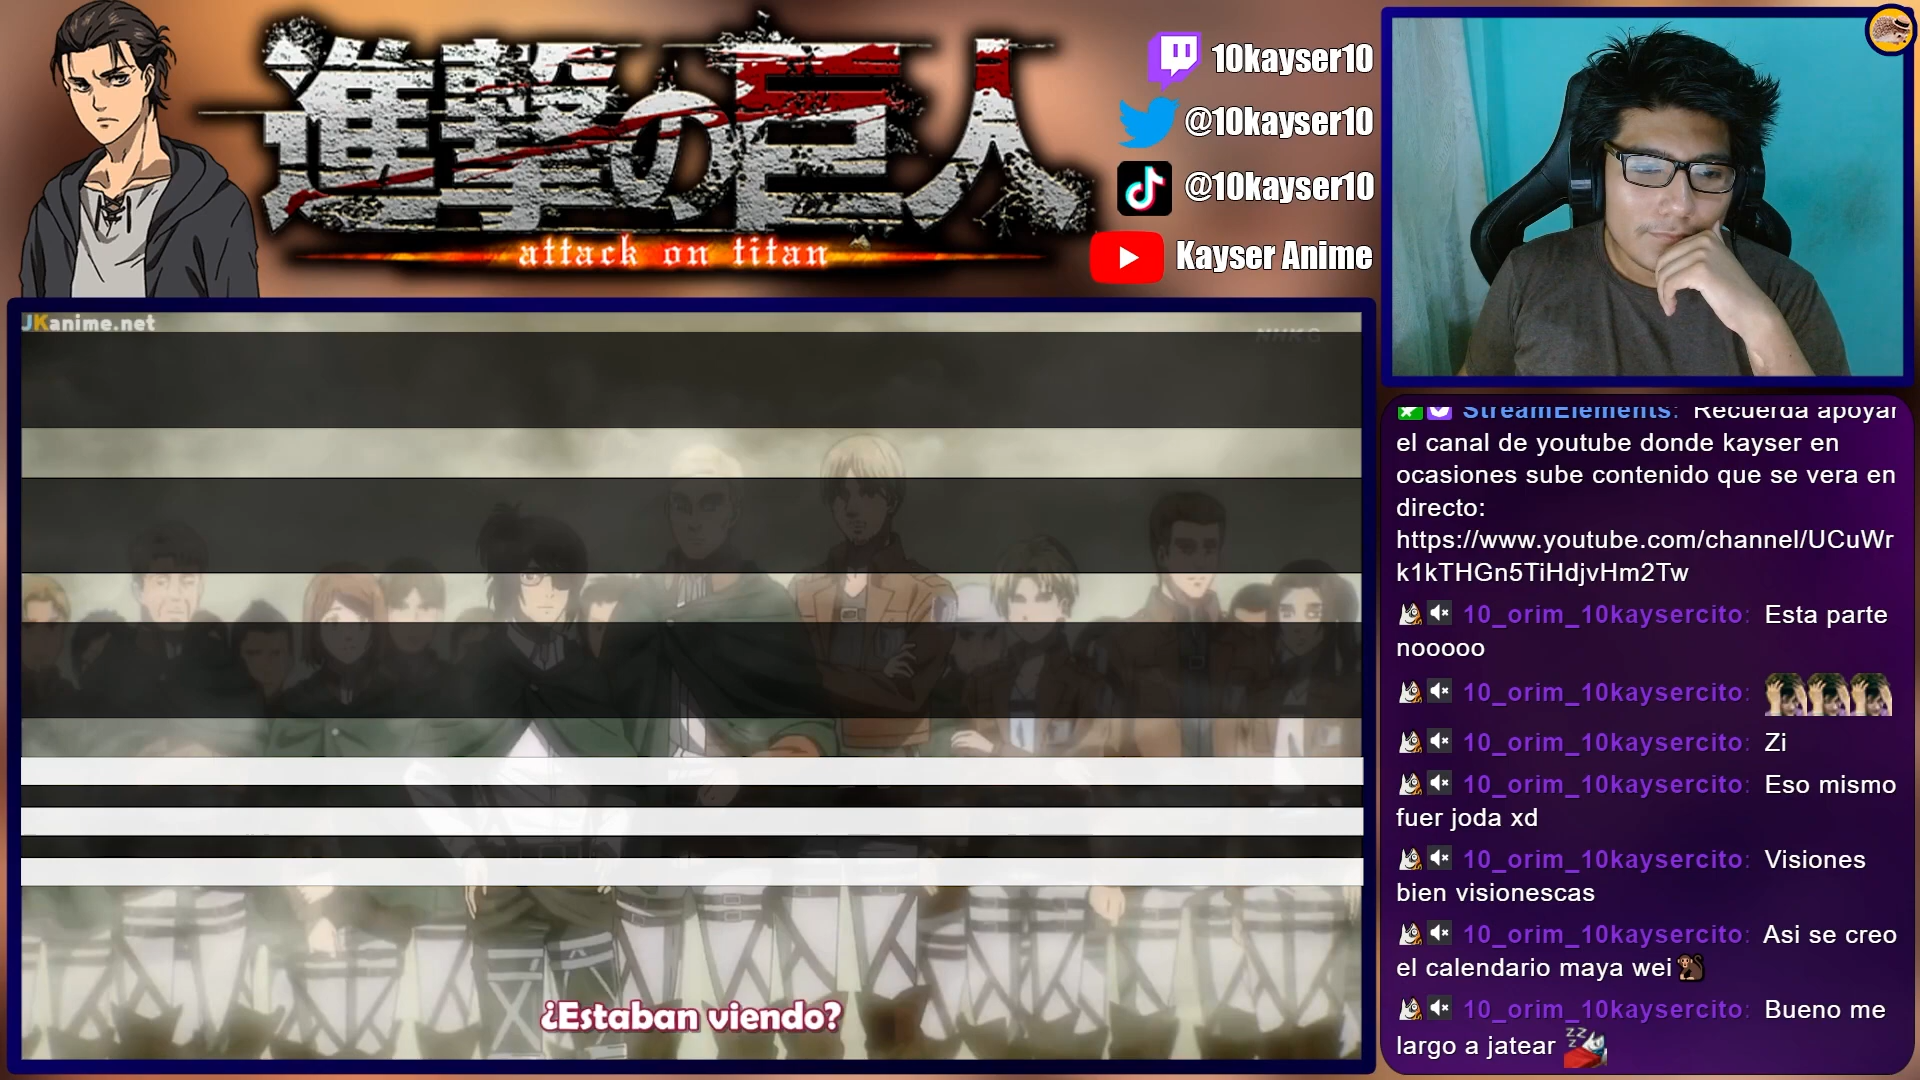 進撃の巨人
attack on titan
10kayser10
@10kayser10
@10kayser10
Kayser Anime
JKanime.net
NHK G
¿Estaban viendo?
StreamElements: Recuerda apoyar
el canal de youtube donde kayser en
ocasiones sube contenido que se vera en
directo:
https://www.youtube.com/channel/UCuWr
k1kTHGn5TiHdjvHm2Tw
10_orim_10kaysercito: Esta parte
nooooo
10_orim_10kaysercito:
10_orim_10kaysercito: Zi
10_orim_10kaysercito: Eso mismo
fuer joda xd
10_orim_10kaysercito: Visiones
bien visionescas
10_orim_10kaysercito: Asi se creo
el calendario maya wei
10_orim_10kaysercito: Bueno me
largo a jatear